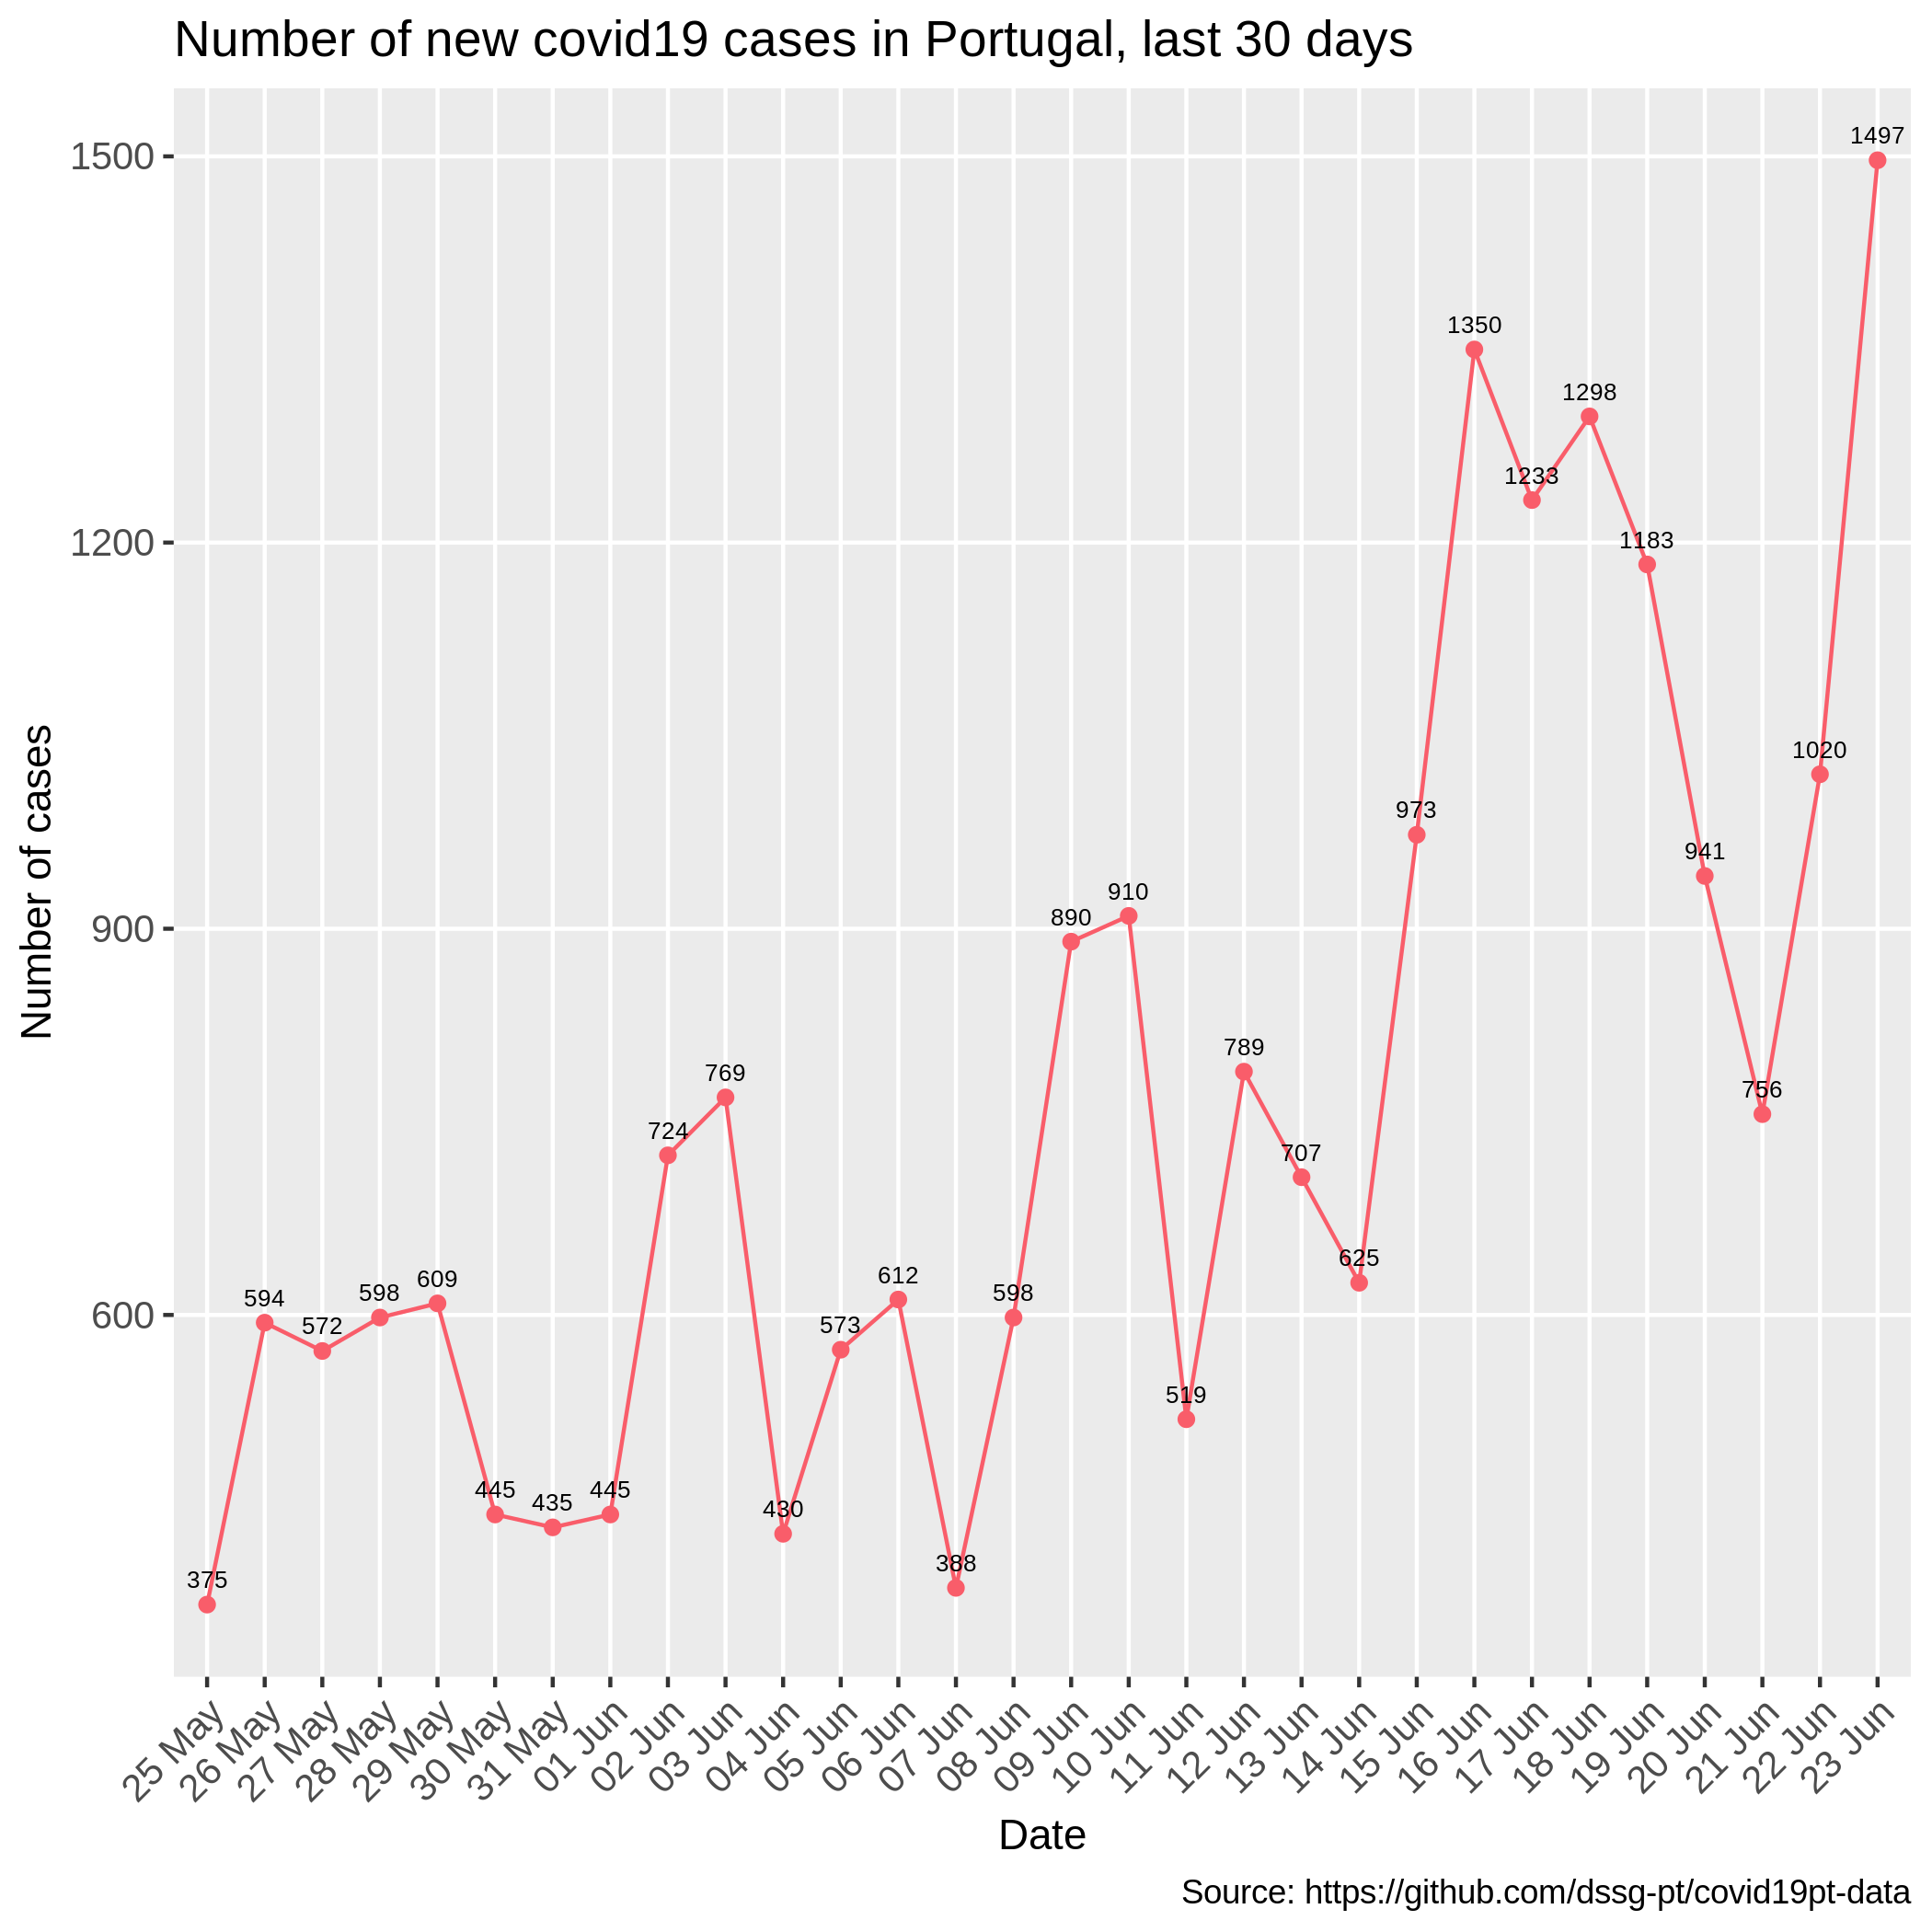 Number of new covid19 cases in Portugal, last 30 days
Number of cases
1500
1200
900
600
375
594
572
598
609
445
435
445
724
769
430
573
612
388
598
890
910
519
789
707
625
973
1350
1233
1298
1183
941
756
1020
1497
25 May
26 May
27 May
28 May
29 May
30 May
31 May
01 Jun
02 Jun
03 Jun
04 Jun
05 Jun
06 Jun
07 Jun
08 Jun
09 Jun
10 Jun
11 Jun
12 Jun
13 Jun
14 Jun
15 Jun
16 Jun
17 Jun
18 Jun
19 Jun
20 Jun
21 Jun
22 Jun
23 Jun
Date
Source: https://github.com/dssg-pt/covid19pt-data